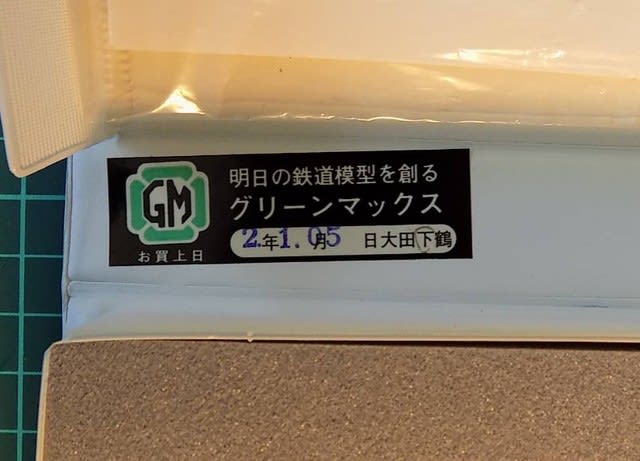 GM
お買上日
明日の鉄道模型を創る
グリーンマックス
2.年1.月05 日大田下鶴